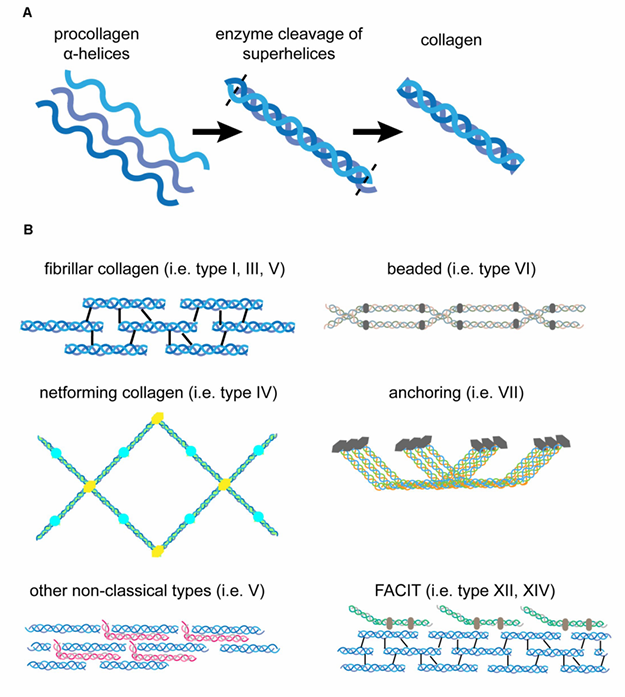 A
procollagen
α-helices
enzyme cleavage of
superhelices
collagen
B
fibrillar collagen (i.e. type I, III, V)
beaded (i.e. type VI)
netforming collagen (i.e. type IV)
anchoring (i.e. VII)
other non-classical types (i.e. V)
FACIT (i.e. type XII, XIV)